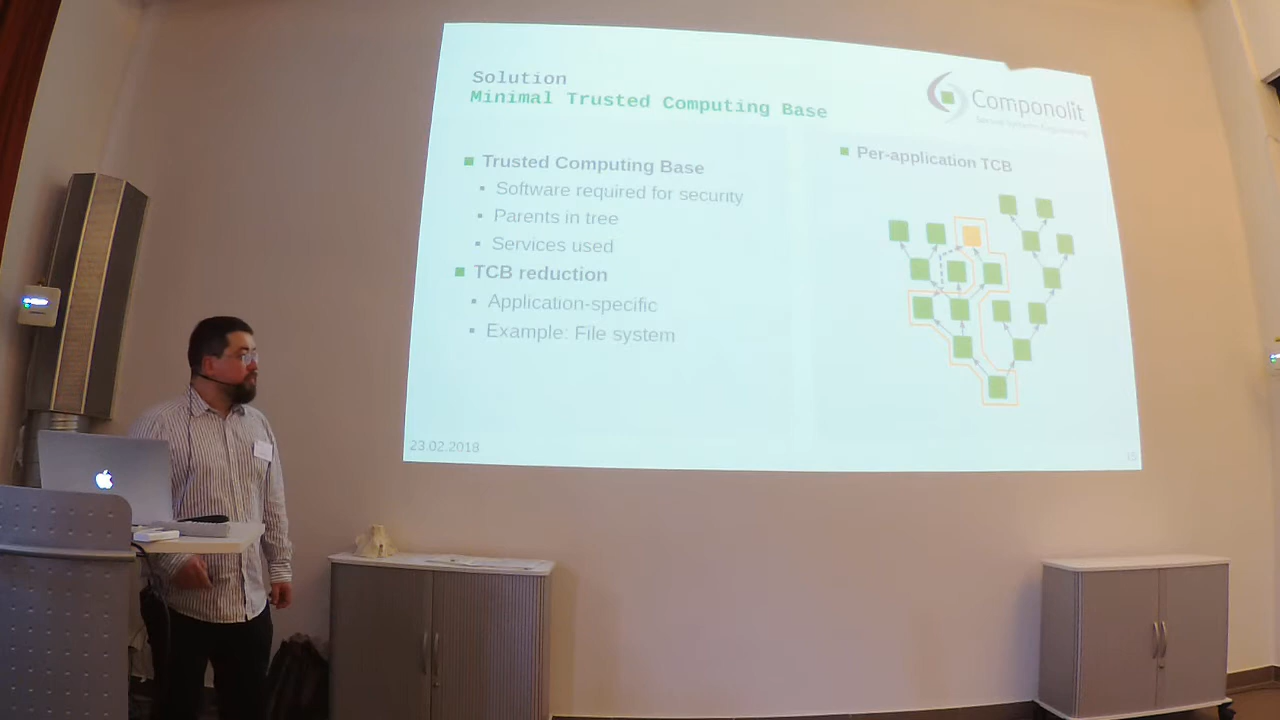 Solution
Minimal Trusted Computing Base
Componolit
Trusted Computing Base
Software required for security
Parents in tree
Services used
TCB reduction
Application-specific
Example: File system
Per-application TCB
23.02.2018